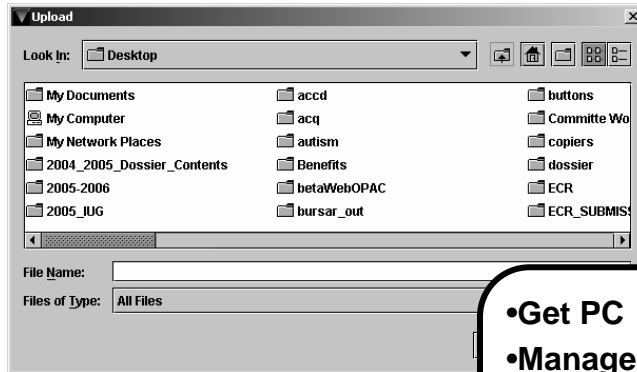 Upload
Look In: Desktop
My Documents accd buttons
My Computer acq Committe Wo
My Network Places autism copiers
2004_2005_Dossier_Contents Benefits dossier
2005-2006 betaWebOPAC ECR
2005_IUG bursar_out ECR_SUBMISS
File Name:
Files of Type: All Files
•Get PC
•Manage